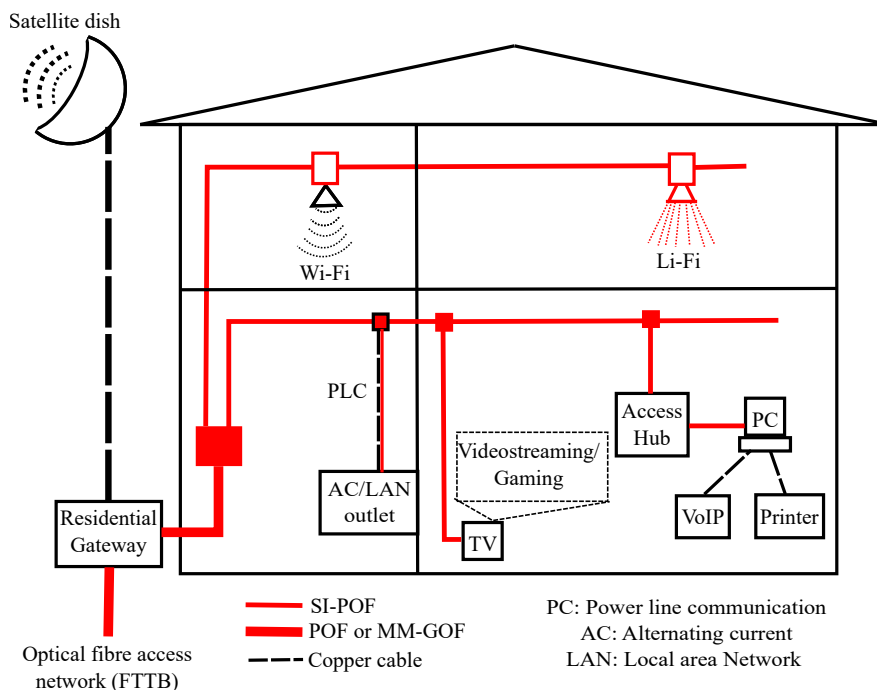 Satellite dish
Wi-Fi
Li-Fi
PLC
Access
Hub
PC
Videostreaming/
Gaming
AC/LAN
outlet
VoIP
Printer
Residential
Gateway
TV
SI-POF
POF or MM-GOF
Copper cable
PC: Power line communication
AC: Alternating current
LAN: Local area Network
Optical fibre access
network (FTTB)